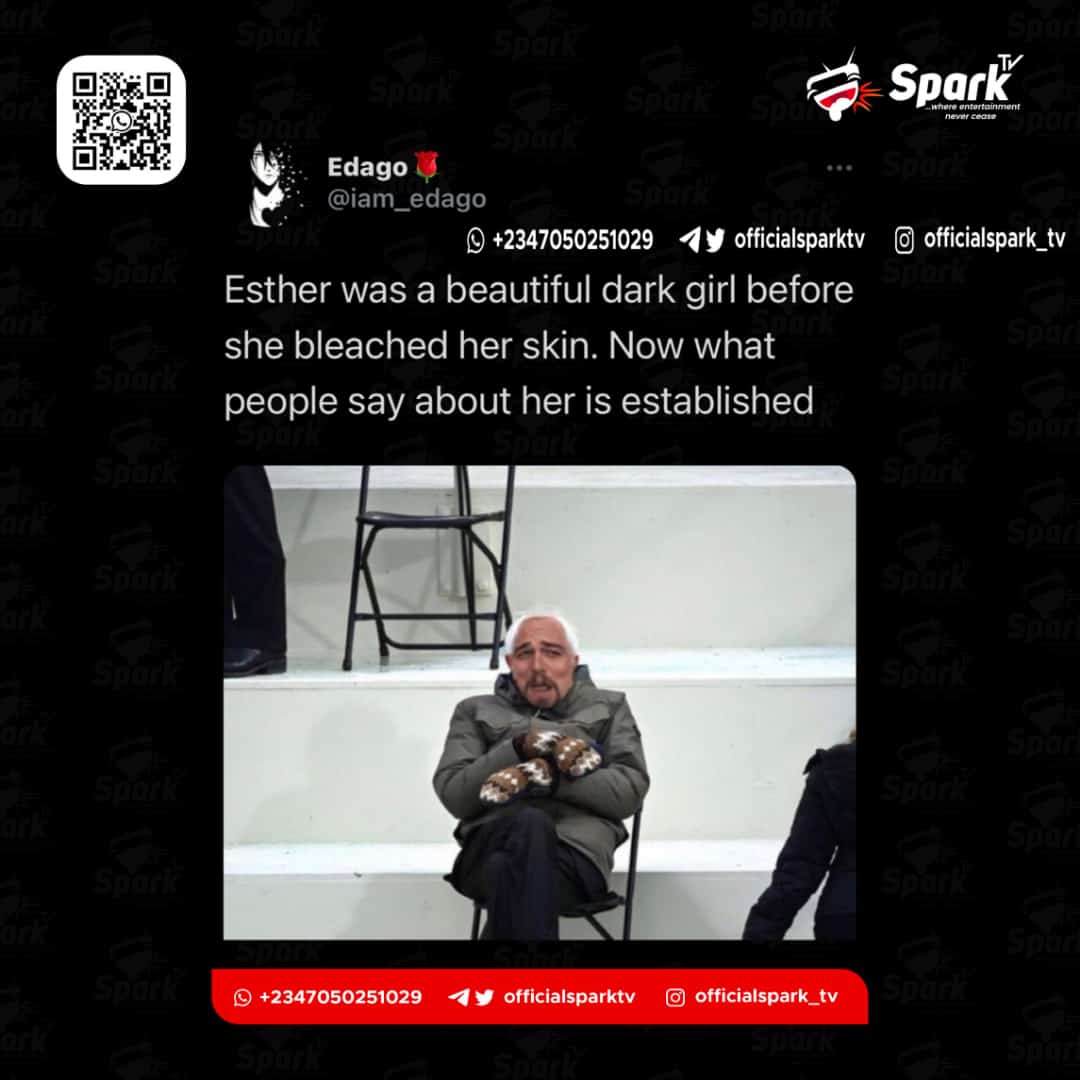 Spark TV
...where entertainment
never cease
Edago🌹
@iam_edago
+2347050251029 officialsparktv officialspark_tv
Esther was a beautiful dark girl before
she bleached her skin. Now what
people say about her is established
+2347050251029 officialsparktv officialspark_tv